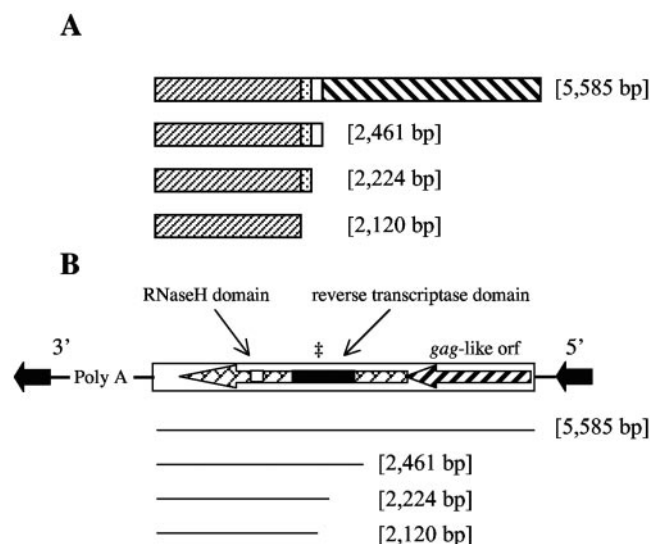 A
[5,585 bp]
[2,461 bp]
[2,224 bp]
[2,120 bp]
B
RNaseH domain
reverse transcriptase domain
3’
‡
gag-like orf
5’
Poly A
[5,585 bp]
[2,461 bp]
[2,224 bp]
[2,120 bp]